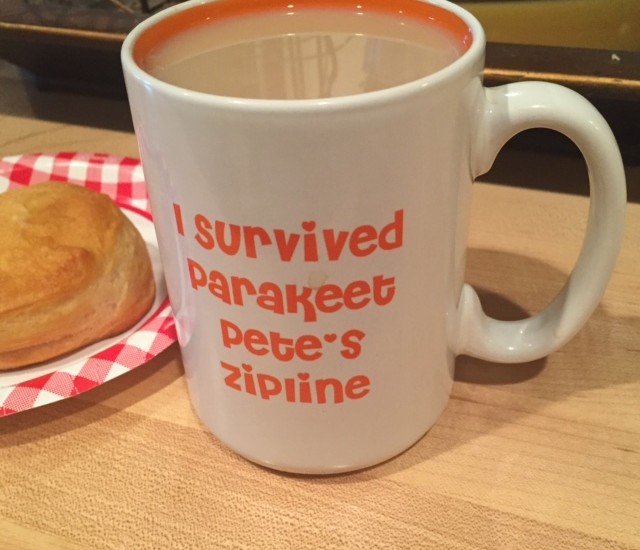 I survived
parakeet
pete's
zipline